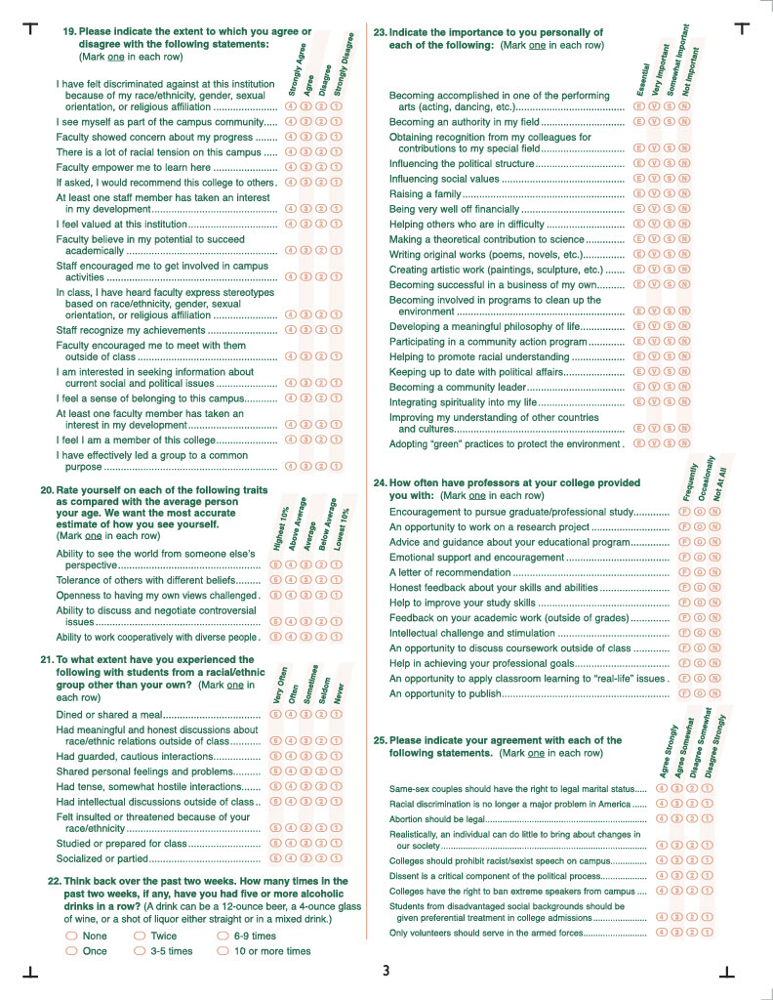 19. Please indicate the extent to which you agree or
disagree with the following statements:
(Mark one in each row)
Strongly Agree
Agree
Disagree
Strongly Disagree
I have felt discriminated against at this institution
because of my race/ethnicity, gender, sexual
orientation, or religious affiliation ...................... 4 3 2 1
I see myself as part of the campus community..... 4 3 2 1
Faculty showed concern about my progress ........ 4 3 2 1
There is a lot of racial tension on this campus ..... 4 3 2 1
Faculty empower me to learn here ...................... 4 3 2 1
If asked, I would recommend this college to others. 4 3 2 1
At least one staff member has taken an interest
in my development........................................... 4 3 2 1
I feel valued at this institution............................... 4 3 2 1
Faculty believe in my potential to succeed
academically .................................................... 4 3 2 1
Staff encouraged me to get involved in campus
activities ........................................................... 4 3 2 1
In class, I have heard faculty express stereotypes
based on race/ethnicity, gender, sexual
orientation, or religious affiliation ...................... 4 3 2 1
Staff recognize my achievements ........................ 4 3 2 1
Faculty encouraged me to meet with them
outside of class ................................................ 4 3 2 1
I am interested in seeking information about
current social and political issues ..................... 4 3 2 1
I feel a sense of belonging to this campus........... 4 3 2 1
At least one faculty member has taken an
interest in my development............................... 4 3 2 1
I feel I am a member of this college..................... 4 3 2 1
I have effectively led a group to a common
purpose ............................................................ 4 3 2 1
20. Rate yourself on each of the following traits
as compared with the average person
your age. We want the most accurate
estimate of how you see yourself.
(Mark one in each row)
Highest 10%
Above Average
Average
Below Average
Lowest 10%
Ability to see the world from someone else's
perspective................................................. 5 4 3 2 1
Tolerance of others with different beliefs......... 5 4 3 2 1
Openness to having my own views challenged. 5 4 3 2 1
Ability to discuss and negotiate controversial
issues ......................................................... 5 4 3 2 1
Ability to work cooperatively with diverse people . 5 4 3 2 1
21. To what extent have you experienced the
following with students from a racial/ethnic
group other than your own? (Mark one in
each row)
Very Often
Often
Sometimes
Seldom
Never
Dined or shared a meal.................................. 5 4 3 2 1
Had meaningful and honest discussions about
race/ethnic relations outside of class........... 5 4 3 2 1
Had guarded, cautious interactions................ 5 4 3 2 1
Shared personal feelings and problems......... 5 4 3 2 1
Had tense, somewhat hostile interactions....... 5 4 3 2 1
Had intellectual discussions outside of class.. 5 4 3 2 1
Felt insulted or threatened because of your
race/ethnicity .............................................. 5 4 3 2 1
Studied or prepared for class......................... 5 4 3 2 1
Socialized or partied....................................... 5 4 3 2 1
22. Think back over the past two weeks. How many times in the
past two weeks, if any, have you had five or more alcoholic
drinks in a row? (A drink can be a 12-ounce beer, a 4-ounce glass
of wine, or a shot of liquor either straight or in a mixed drink.)
None Twice 6-9 times
Once 3-5 times 10 or more times
23. Indicate the importance to you personally of
each of the following: (Mark one in each row)
Essential
Very Important
Somewhat Important
Not Important
Becoming accomplished in one of the performing
arts (acting, dancing, etc.)..................................... E V S N
Becoming an authority in my field ............................ E V S N
Obtaining recognition from my colleagues for
contributions to my special field............................. E V S N
Influencing the political structure.............................. E V S N
Influencing social values .......................................... E V S N
Raising a family........................................................ E V S N
Being very well off financially ................................... E V S N
Helping others who are in difficulty .......................... E V S N
Making a theoretical contribution to science ............. E V S N
Writing original works (poems, novels, etc.).............. E V S N
Creating artistic work (paintings, sculpture, etc.) ....... E V S N
Becoming successful in a business of my own.......... E V S N
Becoming involved in programs to clean up the
environment ......................................................... E V S N
Developing a meaningful philosophy of life............... E V S N
Participating in a community action program............. E V S N
Helping to promote racial understanding .................. E V S N
Keeping up to date with political affairs..................... E V S N
Becoming a community leader................................. E V S N
Integrating spirituality into my life.............................. E V S N
Improving my understanding of other countries
and cultures.......................................................... E V S N
Adopting "green" practices to protect the environment . E V S N
24. How often have professors at your college provided
you with: (Mark one in each row)
Frequently
Occasionally
Not At All
Encouragement to pursue graduate/professional study............. F O N
An opportunity to work on a research project ........................... F O N
Advice and guidance about your educational program.............. F O N
Emotional support and encouragement .................................... F O N
A letter of recommendation ...................................................... F O N
Honest feedback about your skills and abilities ........................ F O N
Help to improve your study skills .............................................. F O N
Feedback on your academic work (outside of grades) .............. F O N
Intellectual challenge and stimulation ....................................... F O N
An opportunity to discuss coursework outside of class ............. F O N
Help in achieving your professional goals................................. F O N
An opportunity to apply classroom learning to "real-life" issues . F O N
An opportunity to publish........................................................... F O N
25. Please indicate your agreement with each of the
following statements. (Mark one in each row)
Agree Strongly
Agree Somewhat
Disagree Somewhat
Disagree Strongly
Same-sex couples should have the right to legal marital status..... 4 3 2 1
Racial discrimination is no longer a major problem in America ...... 4 3 2 1
Abortion should be legal............................................................ 4 3 2 1
Realistically, an individual can do little to bring about changes in
our society............................................................................. 4 3 2 1
Colleges should prohibit racist/sexist speech on campus............... 4 3 2 1
Dissent is a critical component of the political process.................. 4 3 2 1
Colleges have the right to ban extreme speakers from campus .... 4 3 2 1
Students from disadvantaged social backgrounds should be
given preferential treatment in college admissions...................... 4 3 2 1
Only volunteers should serve in the armed forces.......................... 4 3 2 1
3